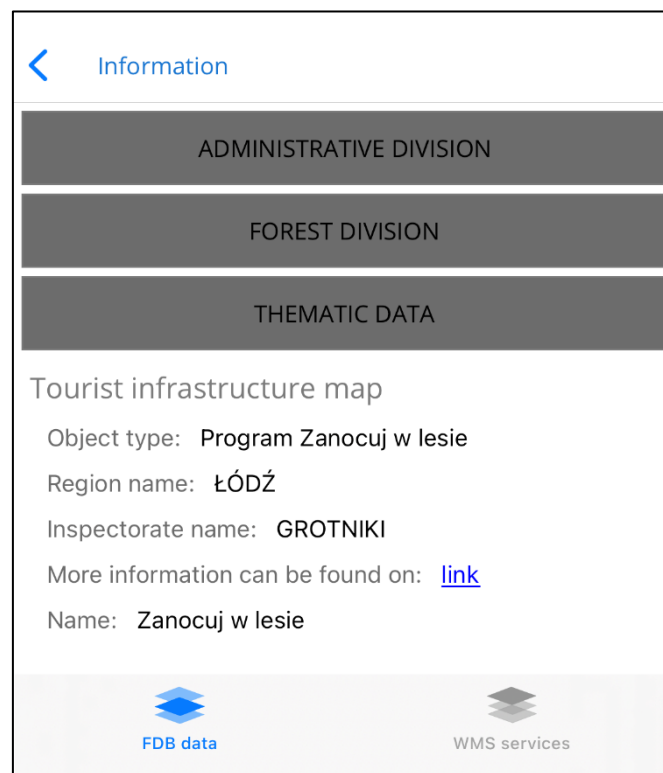 Information
ADMINISTRATIVE DIVISION
FOREST DIVISION
THEMATIC DATA
Tourist infrastructure map
Object type: Program Zanocuj w lesie
Region name: ŁÓDŹ
Inspectorate name: GROTNIKI
More information can be found on: link
Name: Zanocuj w lesie
FDB data WMS services